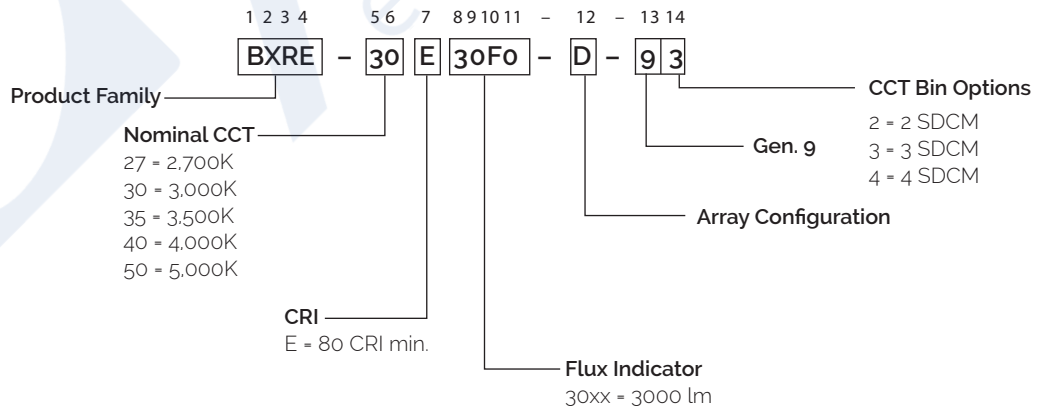 1 2 3 4 5 6 7 8 9 10 11 – 12 – 13 14
BXRE – 30 E 30F0 – D – 9 3
Product Family
Nominal CCT
27 = 2,700K
30 = 3,000K
35 = 3,500K
40 = 4,000K
50 = 5,000K
CRI
E = 80 CRI min.
Flux Indicator
30xx = 3000 lm
Array Configuration
Gen. 9
CCT Bin Options
2 = 2 SDCM
3 = 3 SDCM
4 = 4 SDCM